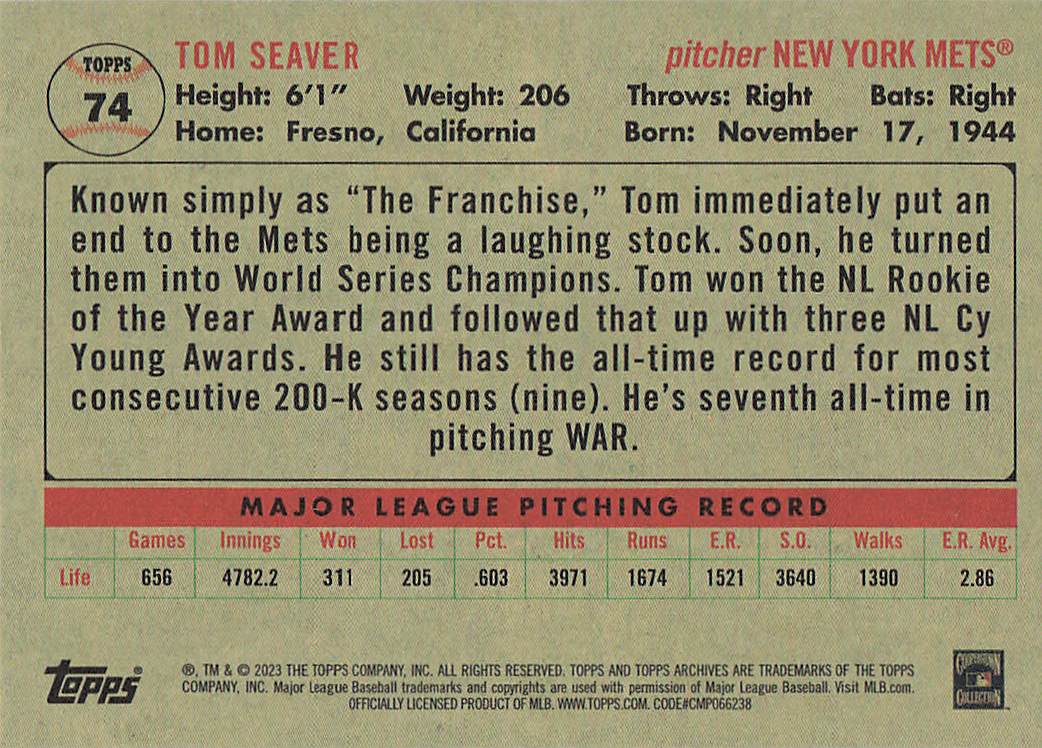 TOPPS
74
TOM SEAVER
pitcher NEW YORK METS®
Height: 6'1" Weight: 206 Throws: Right Bats: Right
Home: Fresno, California Born: November 17, 1944
Known simply as “The Franchise,” Tom immediately put an
end to the Mets being a laughing stock. Soon, he turned
them into World Series Champions. Tom won the NL Rookie
of the Year Award and followed that up with three NL Cy
Young Awards. He still has the all-time record for most
consecutive 200-K seasons (nine). He's seventh all-time in
pitching WAR.
MAJOR LEAGUE PITCHING RECORD
Games Innings Won Lost Pct. Hits Runs E.R. S.O. Walks E.R. Avg.
Life 656 4782.2 311 205 .603 3971 1674 1521 3640 1390 2.86
Topps®
®, TM & © 2023 THE TOPPS COMPANY, INC. ALL RIGHTS RESERVED. TOPPS AND TOPPS ARCHIVES ARE TRADEMARKS OF THE TOPPS
COMPANY, INC. Major League Baseball trademarks and copyrights are used with permission of Major League Baseball. Visit MLB.com.
OFFICIALLY LICENSED PRODUCT OF MLB. WWW.TOPPS.COM. CODE#CMP066238
COOPERSTOWN
COLLECTION